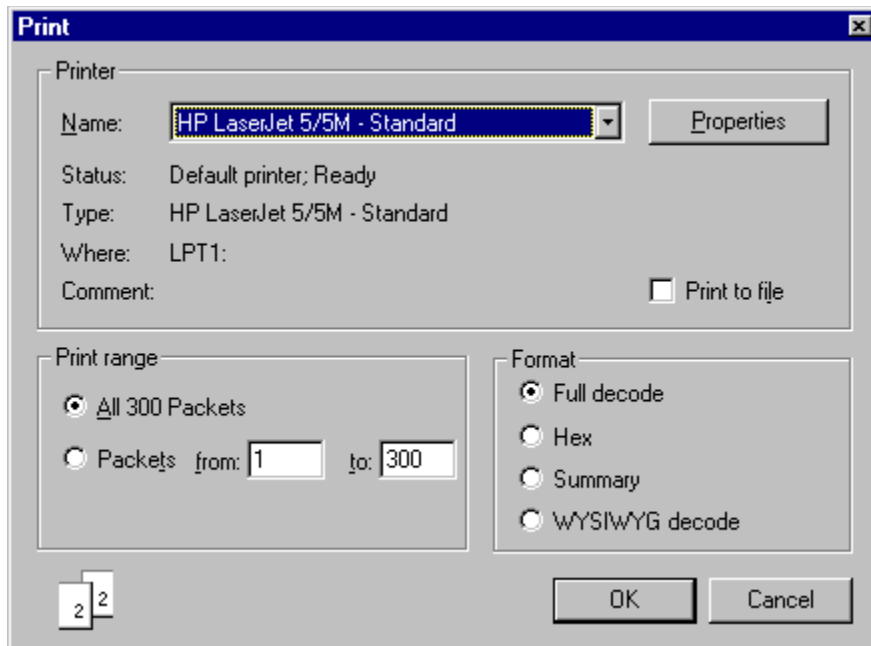 Print
Printer
Name: HP LaserJet 5/5M - Standard Properties
Status: Default printer; Ready
Type: HP LaserJet 5/5M - Standard
Where: LPT1:
Comment: Print to file
Print range
All 300 Packets
Packets from: 1 to: 300
Format
Full decode
Hex
Summary
WYSIWYG decode
2 2
OK Cancel